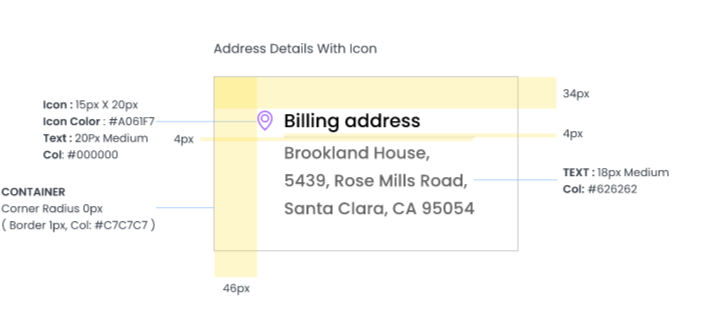 Address Details With Icon
34px
Icon : 15px X 20px
Icon Color : #A061F7
Text : 20Px Medium
Col: #000000
4px
Billing address
4px
Brookland House,
5439, Rose Mills Road,
Santa Clara, CA 95054
TEXT : 18px Medium
Col: #626262
CONTAINER
Corner Radius 0px
( Border 1px, Col: #C7C7C7 )
46px